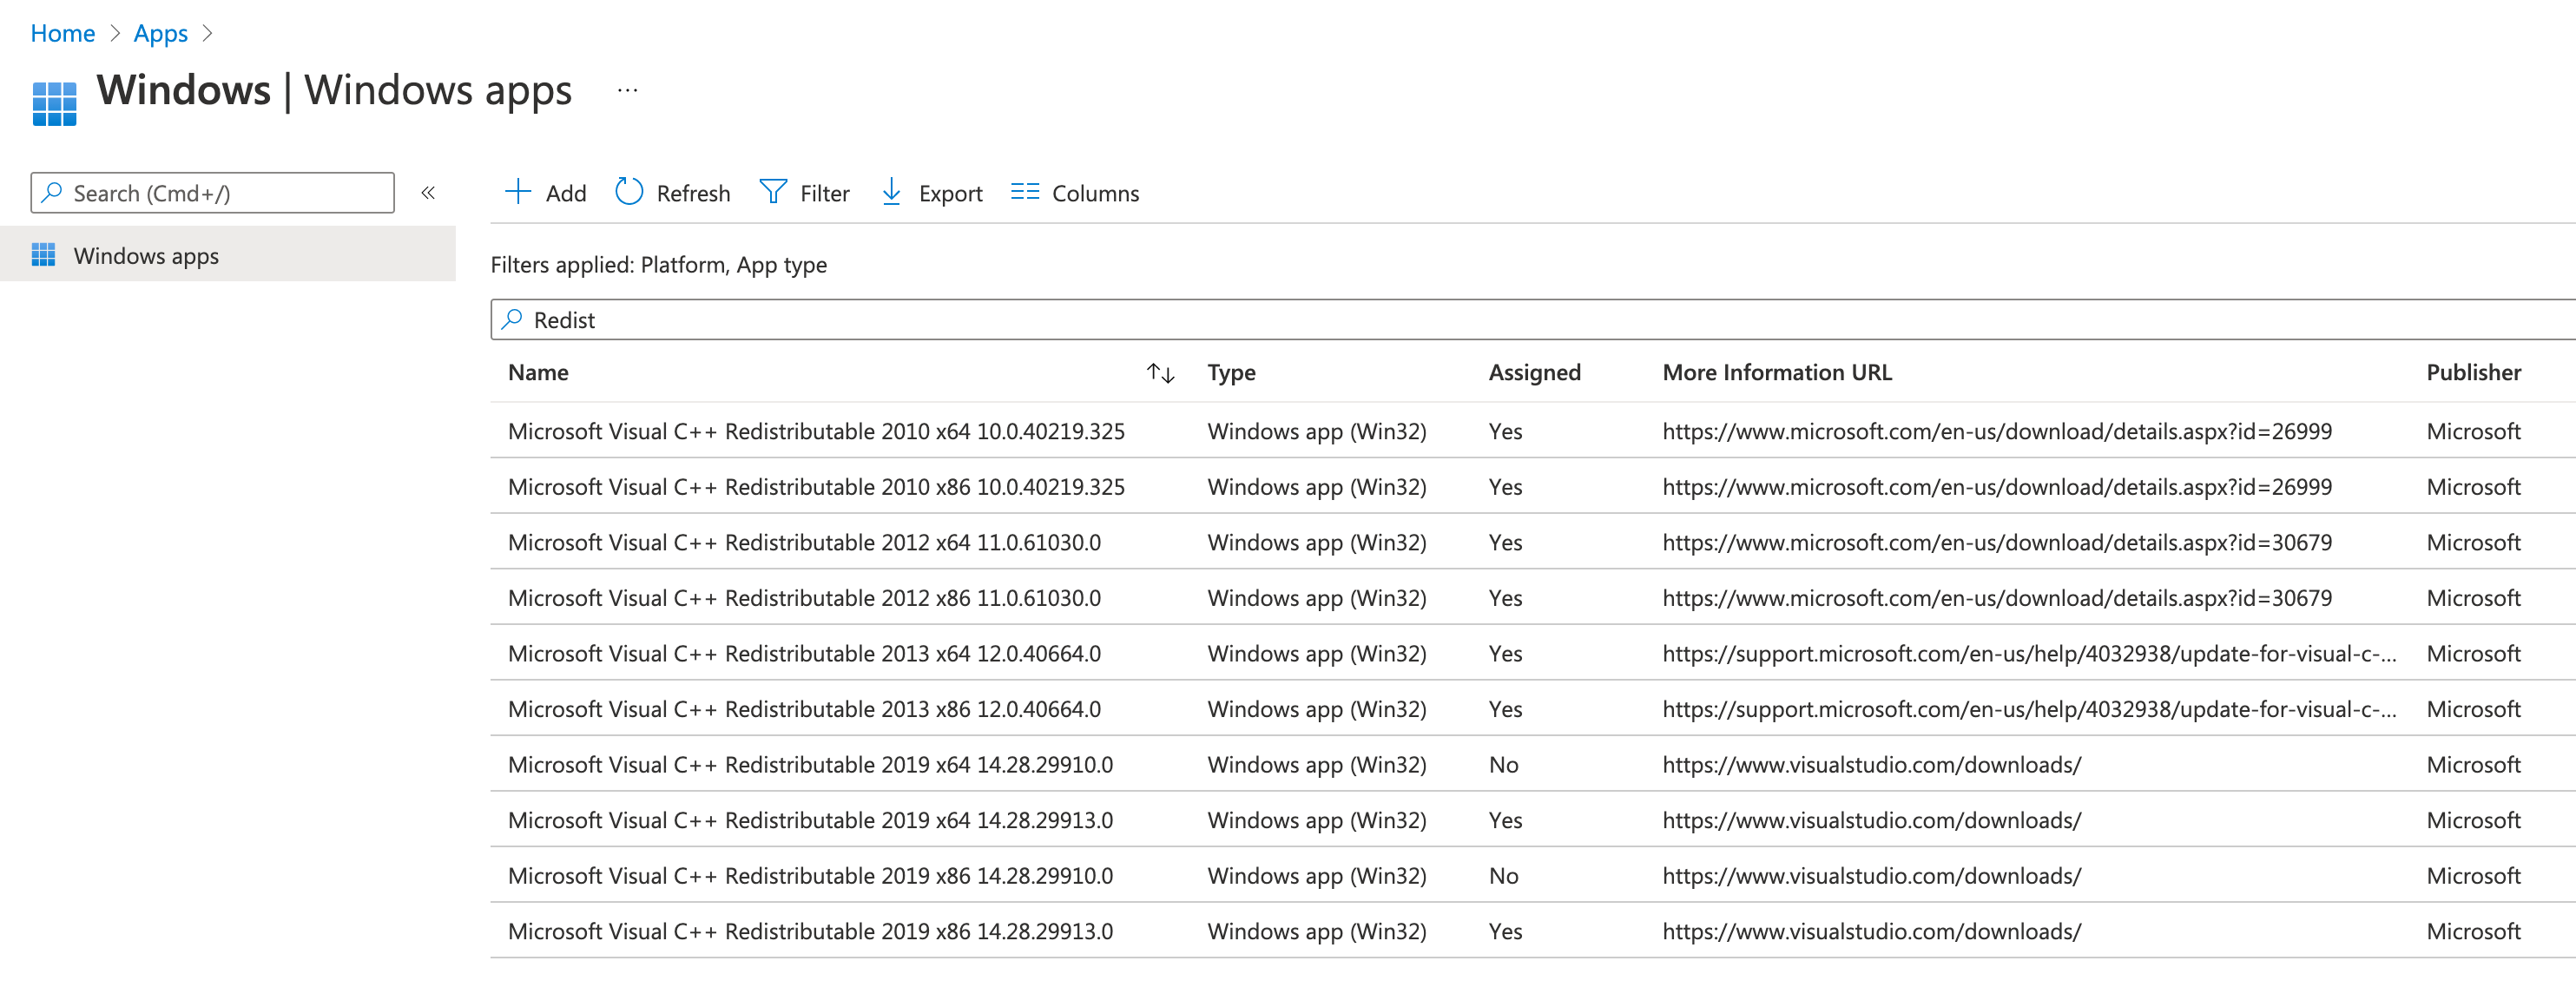 Home > Apps >
Windows | Windows apps ...
Search (Cmd+/) «
Add Refresh Filter Export Columns
Windows apps
Filters applied: Platform, App type
Redist
Name Type Assigned More Information URL Publisher
Microsoft Visual C++ Redistributable 2010 x64 10.0.40219.325 Windows app (Win32) Yes https://www.microsoft.com/en-us/download/details.aspx?id=26999 Microsoft
Microsoft Visual C++ Redistributable 2010 x86 10.0.40219.325 Windows app (Win32) Yes https://www.microsoft.com/en-us/download/details.aspx?id=26999 Microsoft
Microsoft Visual C++ Redistributable 2012 x64 11.0.61030.0 Windows app (Win32) Yes https://www.microsoft.com/en-us/download/details.aspx?id=30679 Microsoft
Microsoft Visual C++ Redistributable 2012 x86 11.0.61030.0 Windows app (Win32) Yes https://www.microsoft.com/en-us/download/details.aspx?id=30679 Microsoft
Microsoft Visual C++ Redistributable 2013 x64 12.0.40664.0 Windows app (Win32) Yes https://support.microsoft.com/en-us/help/4032938/update-for-visual-c-... Microsoft
Microsoft Visual C++ Redistributable 2013 x86 12.0.40664.0 Windows app (Win32) Yes https://support.microsoft.com/en-us/help/4032938/update-for-visual-c-... Microsoft
Microsoft Visual C++ Redistributable 2019 x64 14.28.29910.0 Windows app (Win32) No https://www.visualstudio.com/downloads/ Microsoft
Microsoft Visual C++ Redistributable 2019 x64 14.28.29913.0 Windows app (Win32) Yes https://www.visualstudio.com/downloads/ Microsoft
Microsoft Visual C++ Redistributable 2019 x86 14.28.29910.0 Windows app (Win32) No https://www.visualstudio.com/downloads/ Microsoft
Microsoft Visual C++ Redistributable 2019 x86 14.28.29913.0 Windows app (Win32) Yes https://www.visualstudio.com/downloads/ Microsoft